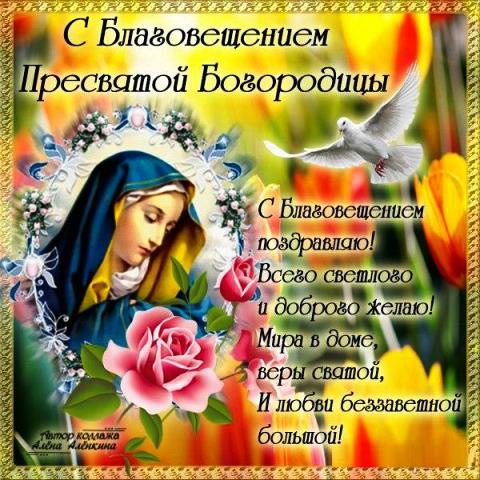 С Благовещением
Пресвятой Богородицы
С Благовещением
поздравляю!
Всего светлого
и доброго желаю!
Мира в доме,
веры святой,
И любви беззаветной
большой!
Автор коллажа
Алёна Алёнкина